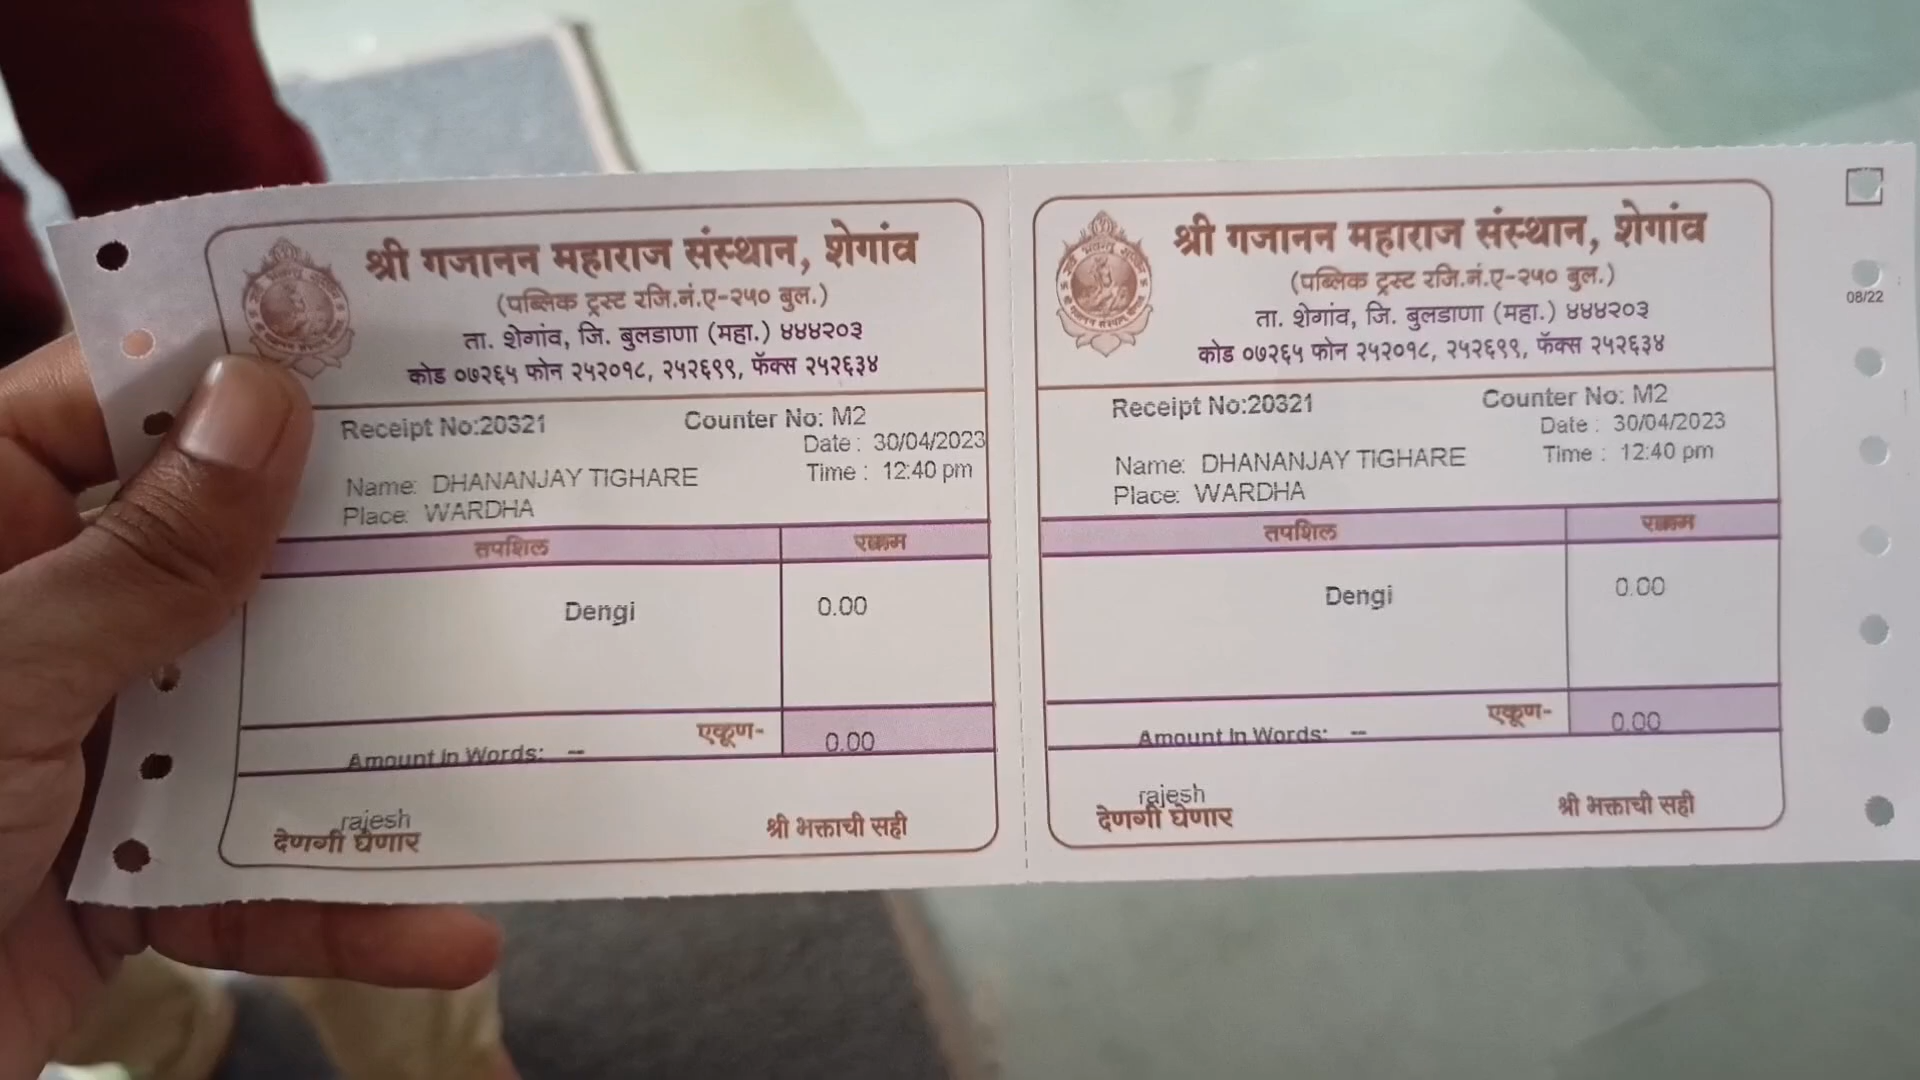 श्री गजानन महाराज संस्थान, शेगांव
(पब्लिक ट्रस्ट रजि.नं.ए-२५० बुल.)
ता. शेगांव, जि. बुलडाणा (महा.) ४४४२०३
कोड ०७२६५ फोन २५२०१८, २५२६९९, फॅक्स २५२६३४
Receipt No:20321 Counter No: M2
Date : 30/04/2023
Name: DHANANJAY TIGHARE Time : 12:40 pm
Place: WARDHA
तपशिल रक्कम
Dengi 0.00
एकूण- 0.00
Amount In Words: --
rajesh
देणगी घेणार श्री भक्ताची सही
श्री गजानन महाराज संस्थान, शेगांव
(पब्लिक ट्रस्ट रजि.नं.ए-२५० बुल.)
ता. शेगांव, जि. बुलडाणा (महा.) ४४४२०३
कोड ०७२६५ फोन २५२०१८, २५२६९९, फॅक्स २५२६३४
Receipt No:20321 Counter No: M2
Date : 30/04/2023
Name: DHANANJAY TIGHARE Time : 12:40 pm
Place: WARDHA
तपशिल रक्कम
Dengi 0.00
एकूण- 0.00
Amount In Words: --
rajesh
देणगी घेणार श्री भक्ताची सही
08/22